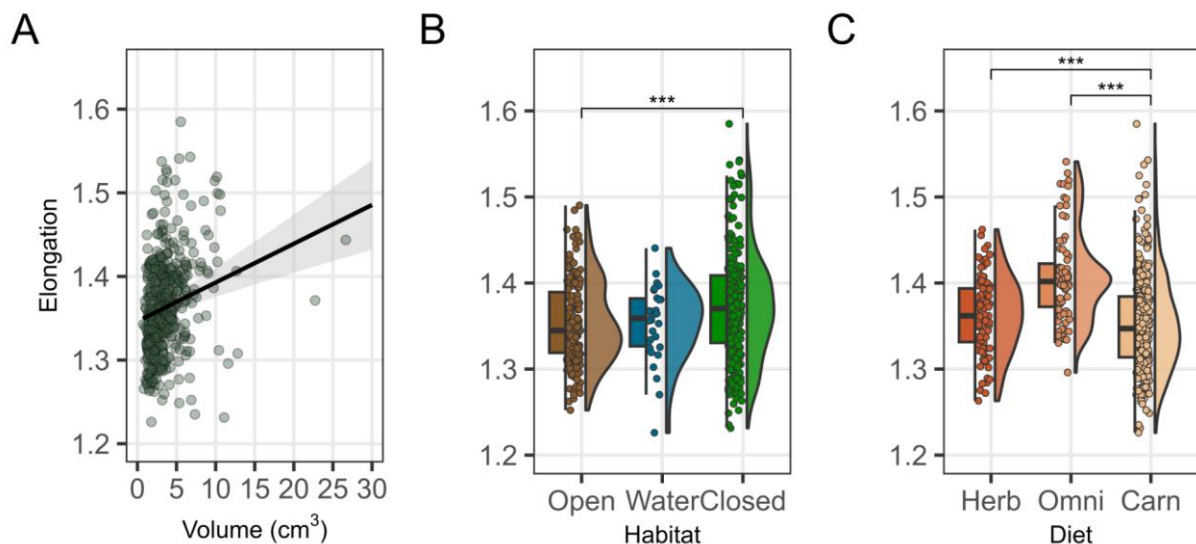 A
1.6
1.5
1.4
1.3
1.2
Elongation
0 5 10 15 20 25 30
Volume (cm³)
B
***
1.6
1.5
1.4
1.3
1.2
Open Water Closed
Habitat
C
***
***
1.6
1.5
1.4
1.3
1.2
Herb Omni Carn
Diet